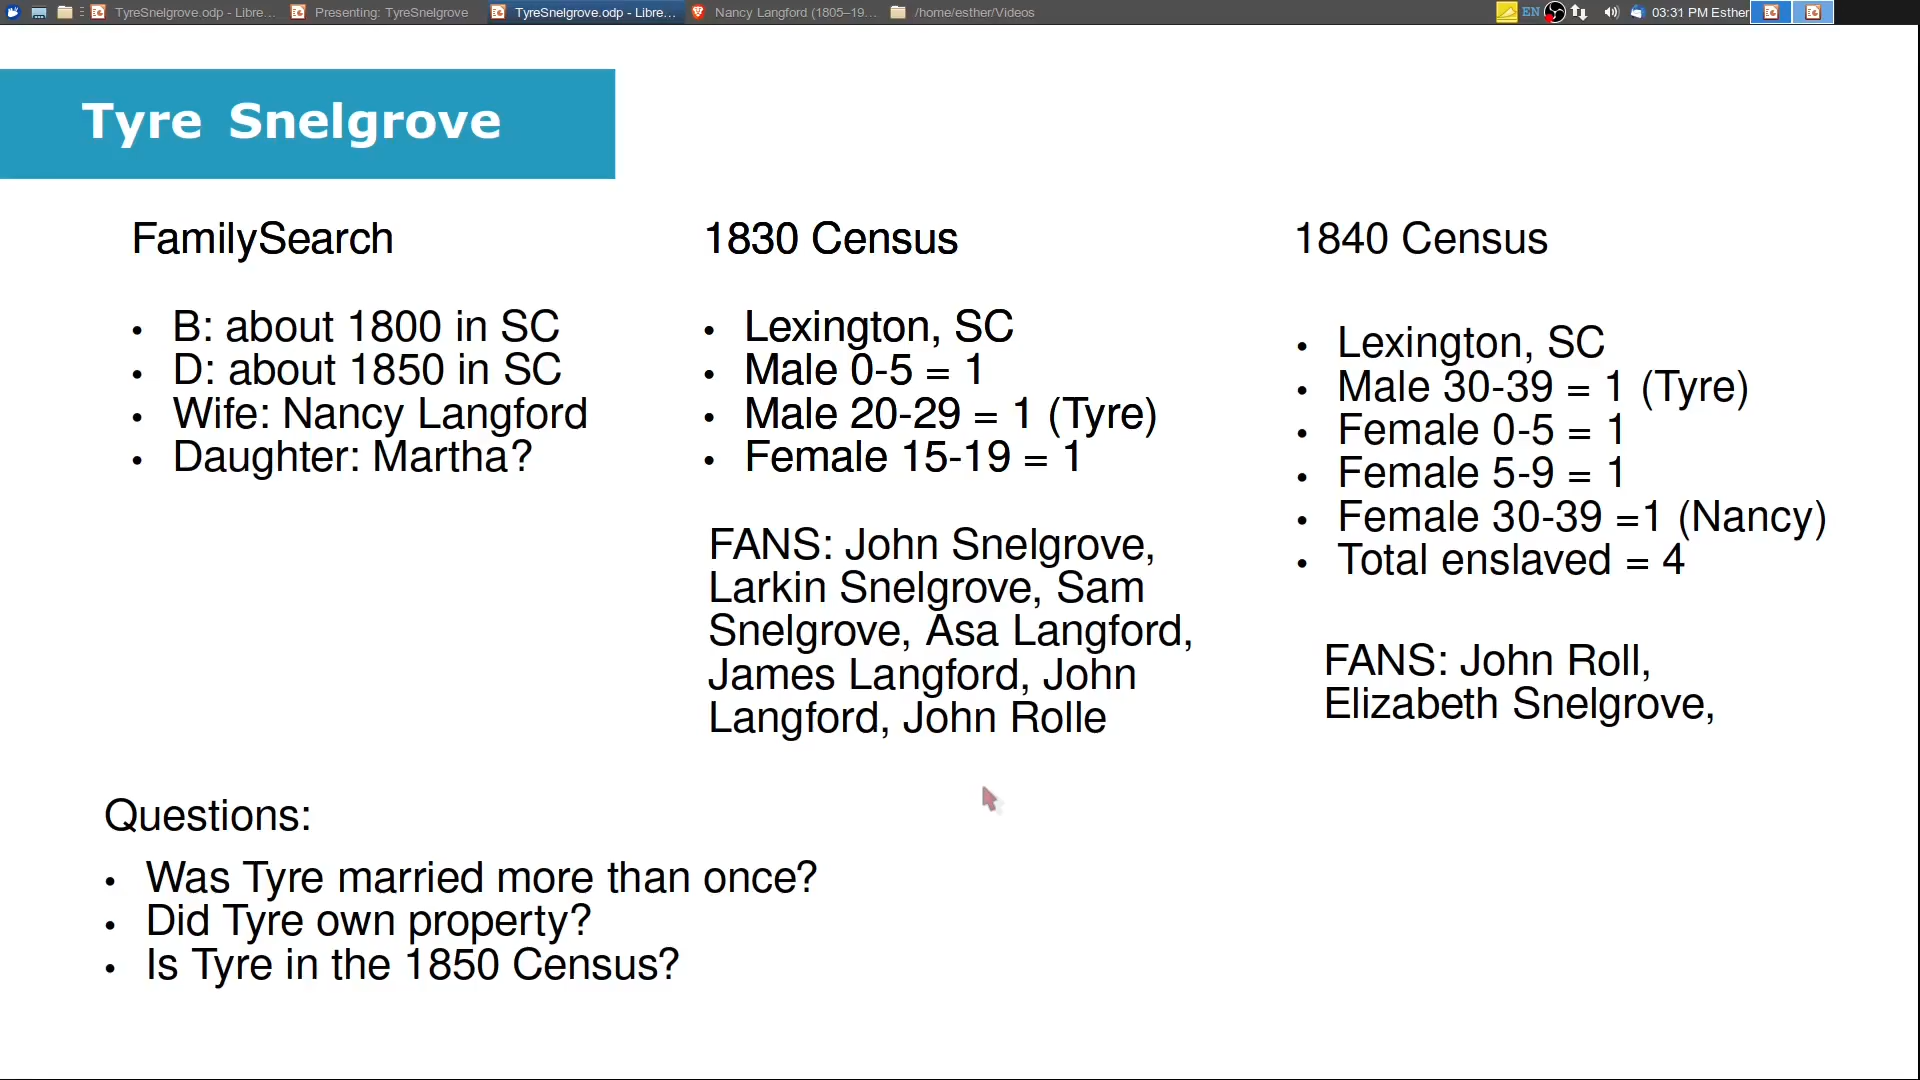 TyreSnelgrove.odp - Libre... Presenting: TyreSnelgrove TyreSnelgrove.odp - Libre... Nancy Langford (1805–19... /home/esther/Videos EN 03:31 PM Esther
Tyre Snelgrove
FamilySearch
• B: about 1800 in SC
• D: about 1850 in SC
• Wife: Nancy Langford
• Daughter: Martha?
1830 Census
• Lexington, SC
• Male 0-5 = 1
• Male 20-29 = 1 (Tyre)
• Female 15-19 = 1
FANS: John Snelgrove,
Larkin Snelgrove, Sam
Snelgrove, Asa Langford,
James Langford, John
Langford, John Rolle
1840 Census
• Lexington, SC
• Male 30-39 = 1 (Tyre)
• Female 0-5 = 1
• Female 5-9 = 1
• Female 30-39 =1 (Nancy)
• Total enslaved = 4
FANS: John Roll,
Elizabeth Snelgrove,
Questions:
• Was Tyre married more than once?
• Did Tyre own property?
• Is Tyre in the 1850 Census?